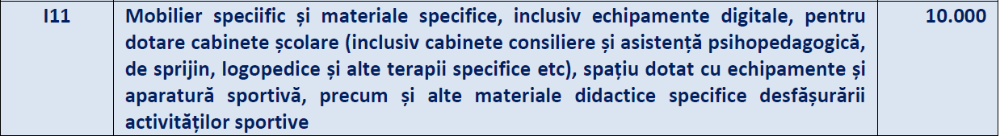 I11 Mobilier speciific și materiale specifice, inclusiv echipamente digitale, pentru 10.000
dotare cabinete școlare (inclusiv cabinete consiliere și asistență psihopedagogică,
de sprijin, logopedice și alte terapii specifice etc), spațiu dotat cu echipamente și
aparatură sportivă, precum și alte materiale didactice specifice desfășurării
activităților sportive